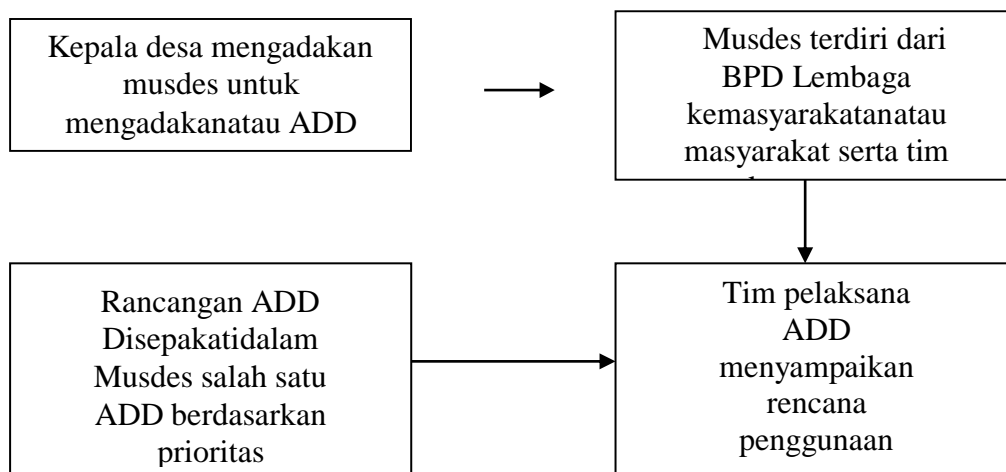 Kepala desa mengadakan
musdes untuk
mengadakanatau ADD
Musdes terdiri dari
BPD Lembaga
kemasyarakatanatau
masyarakat serta tim
Rancangan ADD
Disepakatidalam
Musdes salah satu
ADD berdasarkan
prioritas
Tim pelaksana
ADD
menyampaikan
rencana
penggunaan